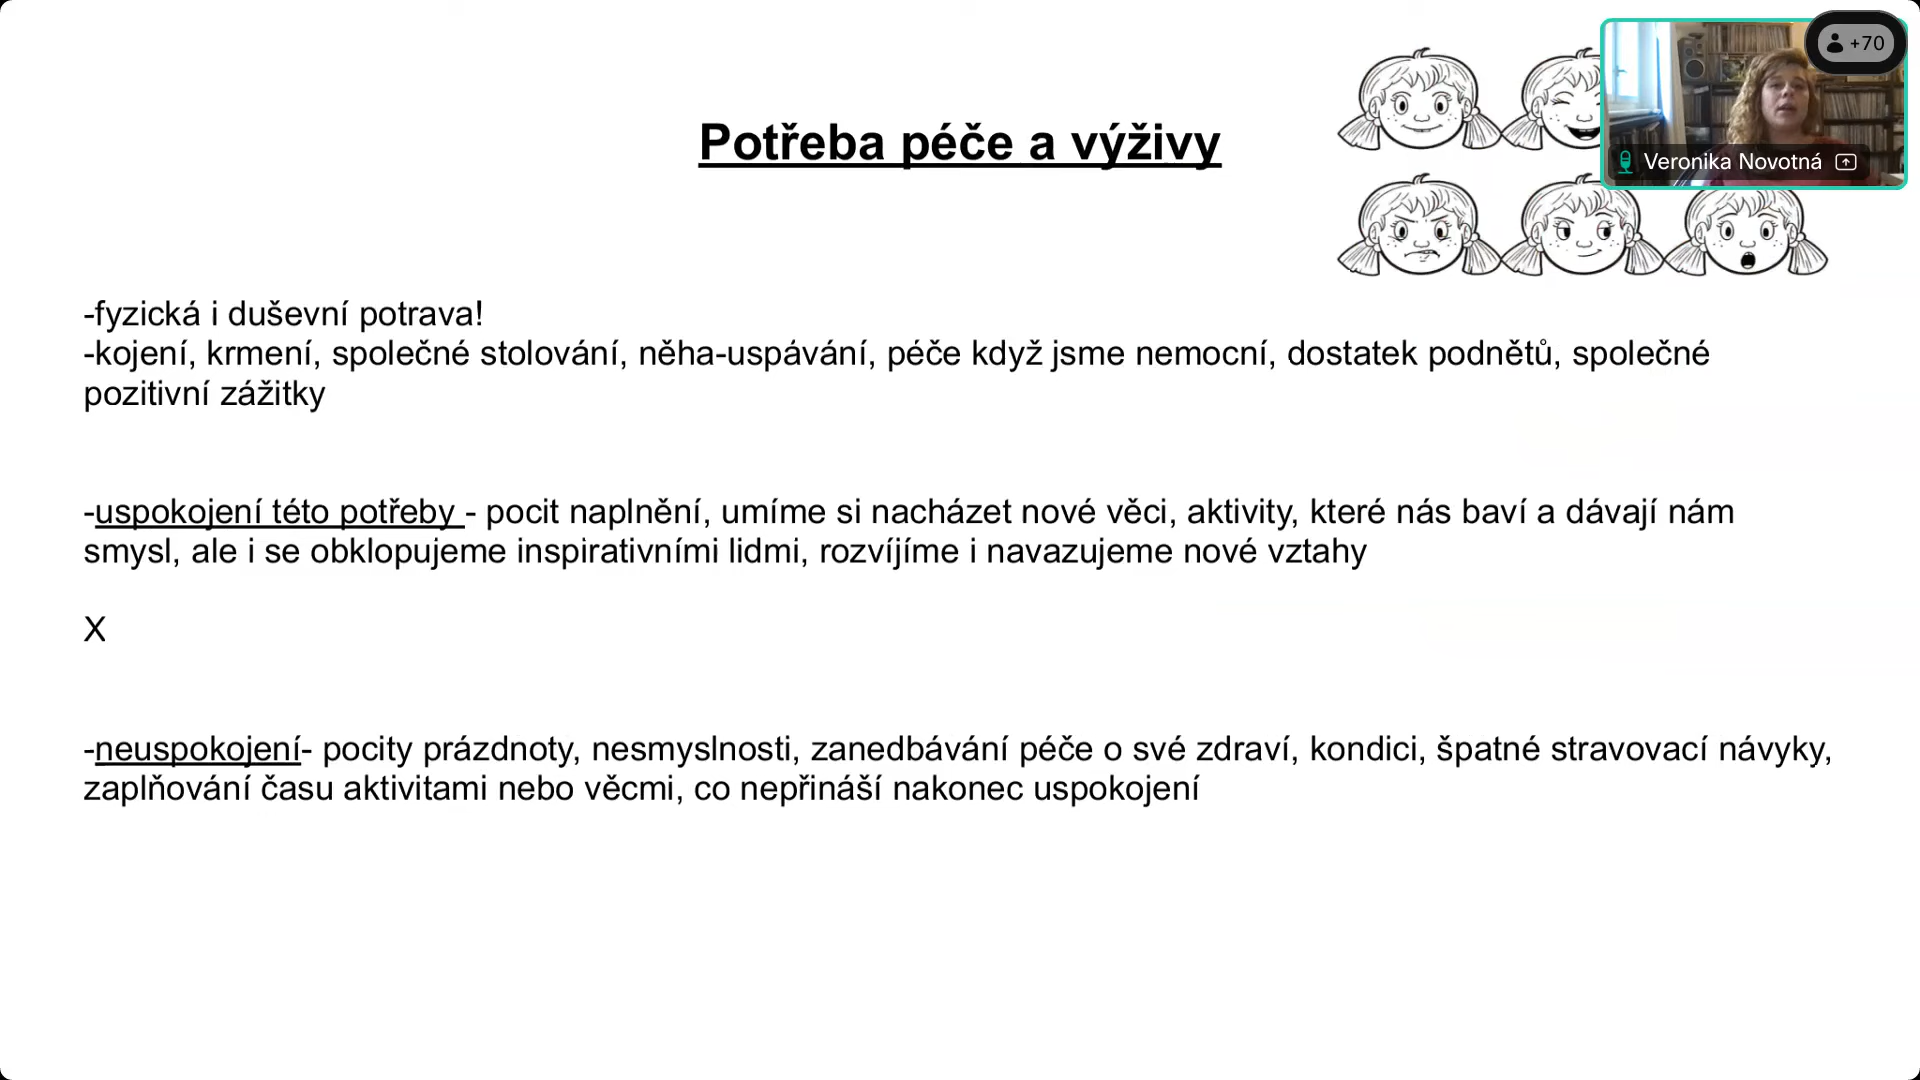 +70
Veronika Novotná
Potřeba péče a výživy
-fyzická i duševní potrava!
-kojení, krmení, společné stolování, něha-uspávání, péče když jsme nemocní, dostatek podnětů, společné
pozitivní zážitky
-uspokojení této potřeby - pocit naplnění, umíme si nacházet nové věci, aktivity, které nás baví a dávají nám
smysl, ale i se obklopujeme inspirativními lidmi, rozvíjíme i navazujeme nové vztahy
X
-neuspokojení- pocity prázdnoty, nesmyslnosti, zanedbávání péče o své zdraví, kondici, špatné stravovací návyky,
zaplňování času aktivitami nebo věcmi, co nepřináší nakonec uspokojení